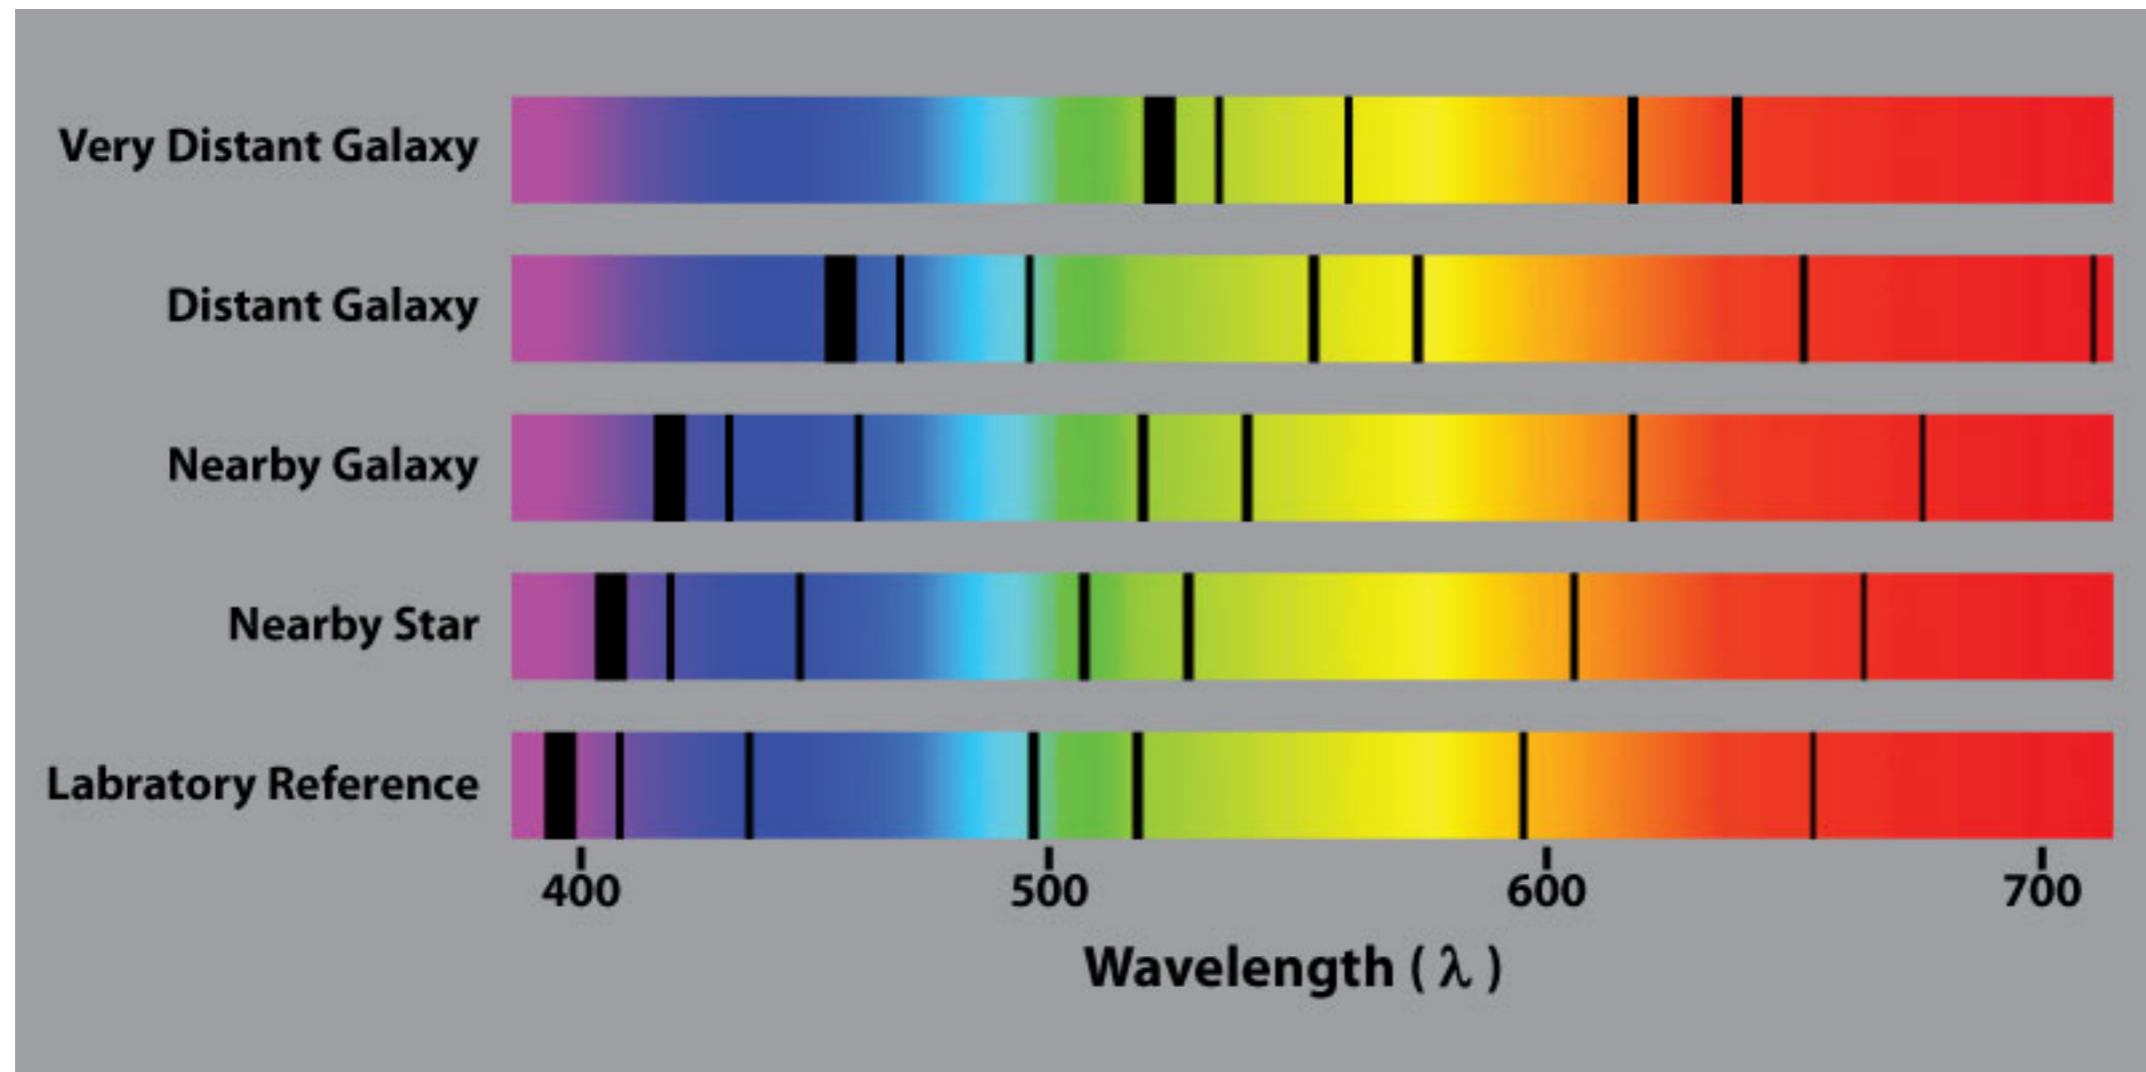 Very Distant Galaxy
Distant Galaxy
Nearby Galaxy
Nearby Star
Labratory Reference
400 500 600 700
Wavelength ( λ )